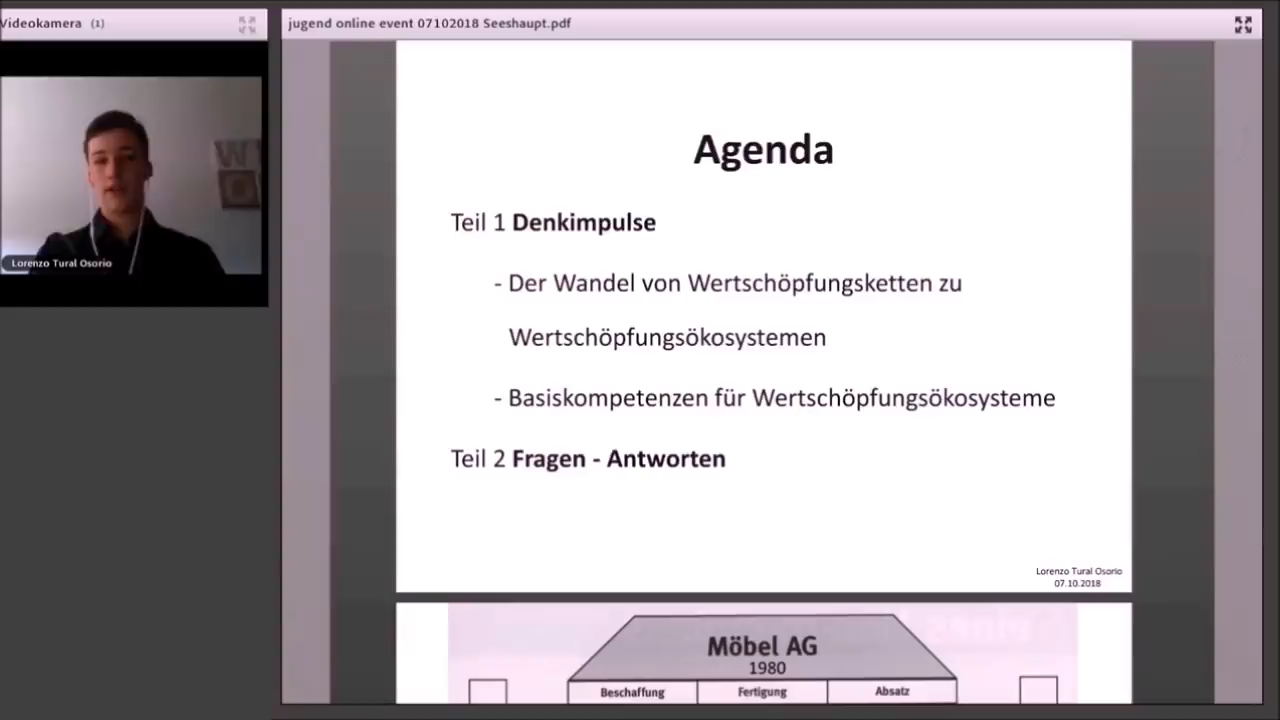 Videokamera (1)
jugend online event 07102018 Seeshaupt.pdf
Lorenzo Tural Osorio
Agenda
Teil 1 Denkimpulse
- Der Wandel von Wertschöpfungsketten zu
Wertschöpfungsökosystemen
- Basiskompetenzen für Wertschöpfungsökosysteme
Teil 2 Fragen - Antworten
Lorenzo Tural Osorio
07.10.2018
Möbel AG
1980
Beschaffung Fertigung Absatz